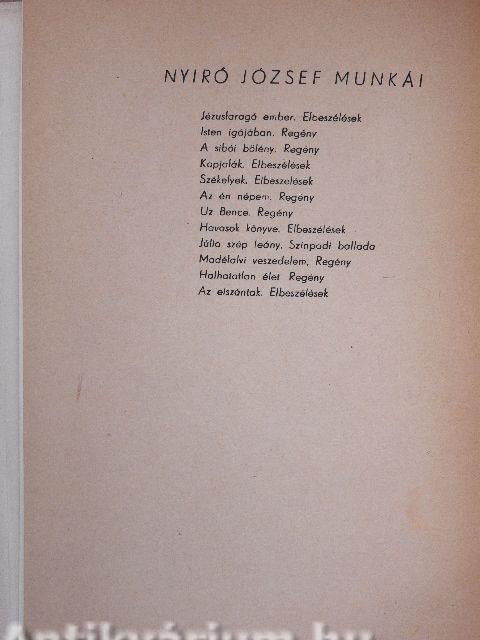 NYIRŐ JÓZSEF MUNKÁI
Jézusfaragó ember. Elbeszélések
Isten igájában. Regény
A sibói bölény. Regény
Kopjafák. Elbeszélések
Székelyek. Elbeszélések
Az én népem. Regény
Uz Bence. Regény
Havasok könyve. Elbeszélések
Júlia szép leány. Színpadi ballada
Madéfalvi veszedelem. Regény
Halhatatlan élet Regény
Az elszántak. Elbeszélések
Antikvárium.hu